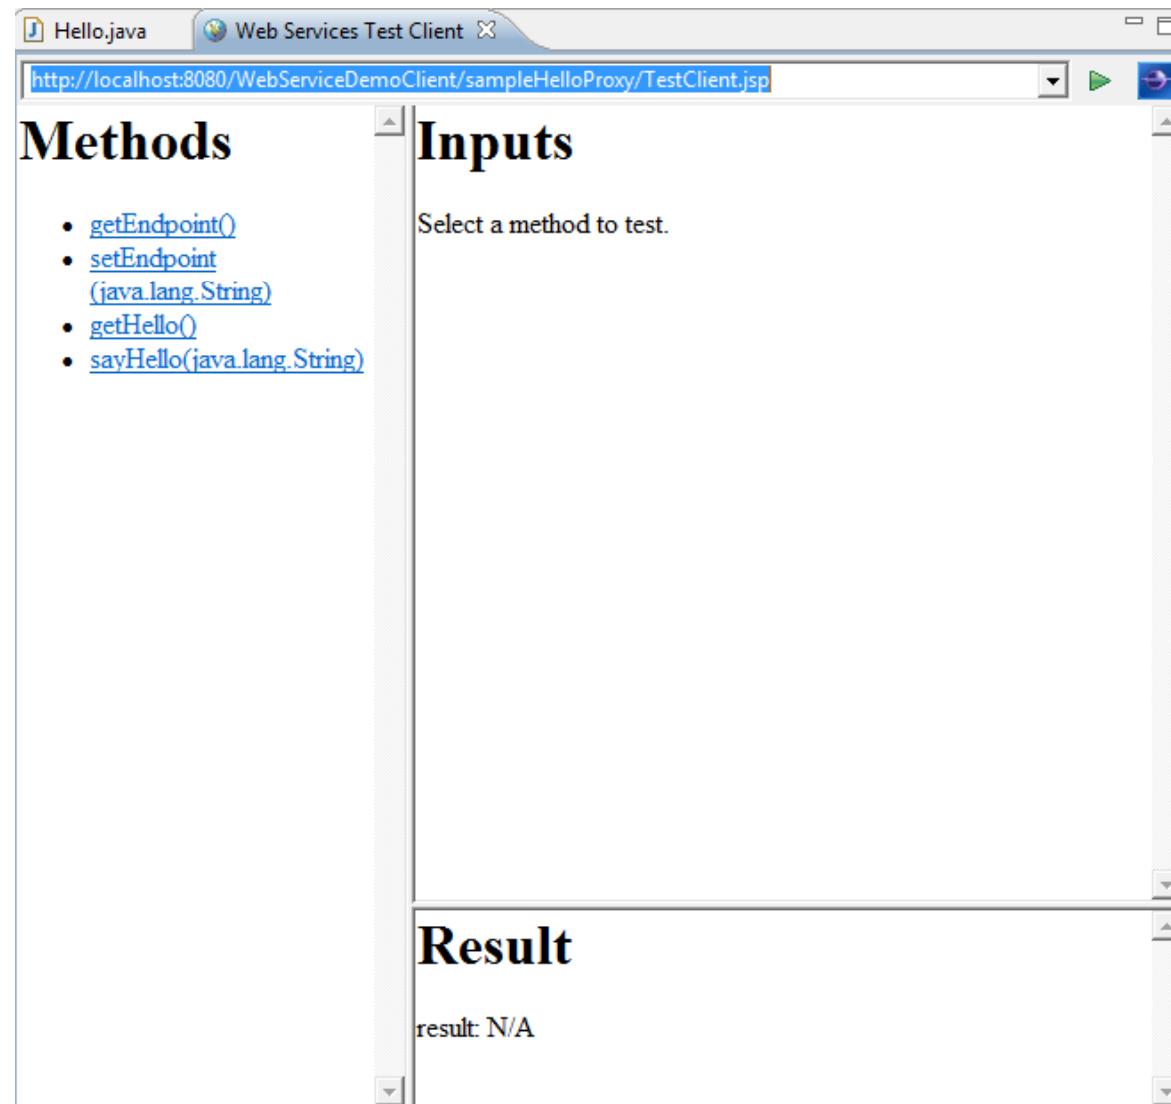 Hello.java
Web Services Test Client
http://localhost:8080/WebServiceDemoClient/sampleHelloProxy/TestClient.jsp
Methods
getEndpoint()
setEndpoint
(java.lang.String)
getHello()
sayHello(java.lang.String)
Inputs
Select a method to test.
Result
result: N/A